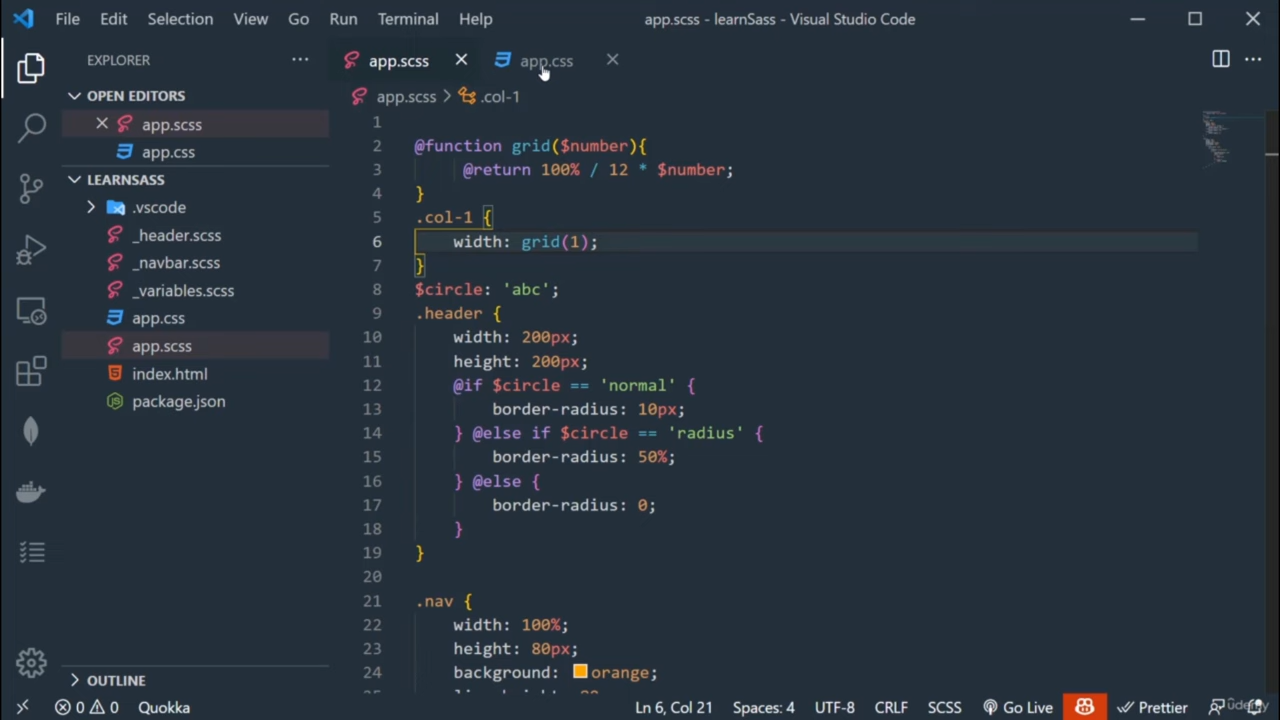 File Edit Selection View Go Run Terminal Help app.scss - learnSass - Visual Studio Code
EXPLORER
OPEN EDITORS
app.scss
app.css
LEARNSASS
.vscode
_header.scss
_navbar.scss
_variables.scss
app.css
app.scss
index.html
package.json
OUTLINE
app.scss app.css
app.scss > .col-1
1
2 @function grid($number){
3 @return 100% / 12 * $number;
4 }
5 .col-1 {
6 width: grid(1);
7 }
8 $circle: 'abc';
9 .header {
10 width: 200px;
11 height: 200px;
12 @if $circle == 'normal' {
13 border-radius: 10px;
14 } @else if $circle == 'radius' {
15 border-radius: 50%;
16 } @else {
17 border-radius: 0;
18 }
19 }
20
21 .nav {
22 width: 100%;
23 height: 80px;
24 background: orange;
0 0 Quokka Ln 6, Col 21 Spaces: 4 UTF-8 CRLF SCSS Go Live Prettier